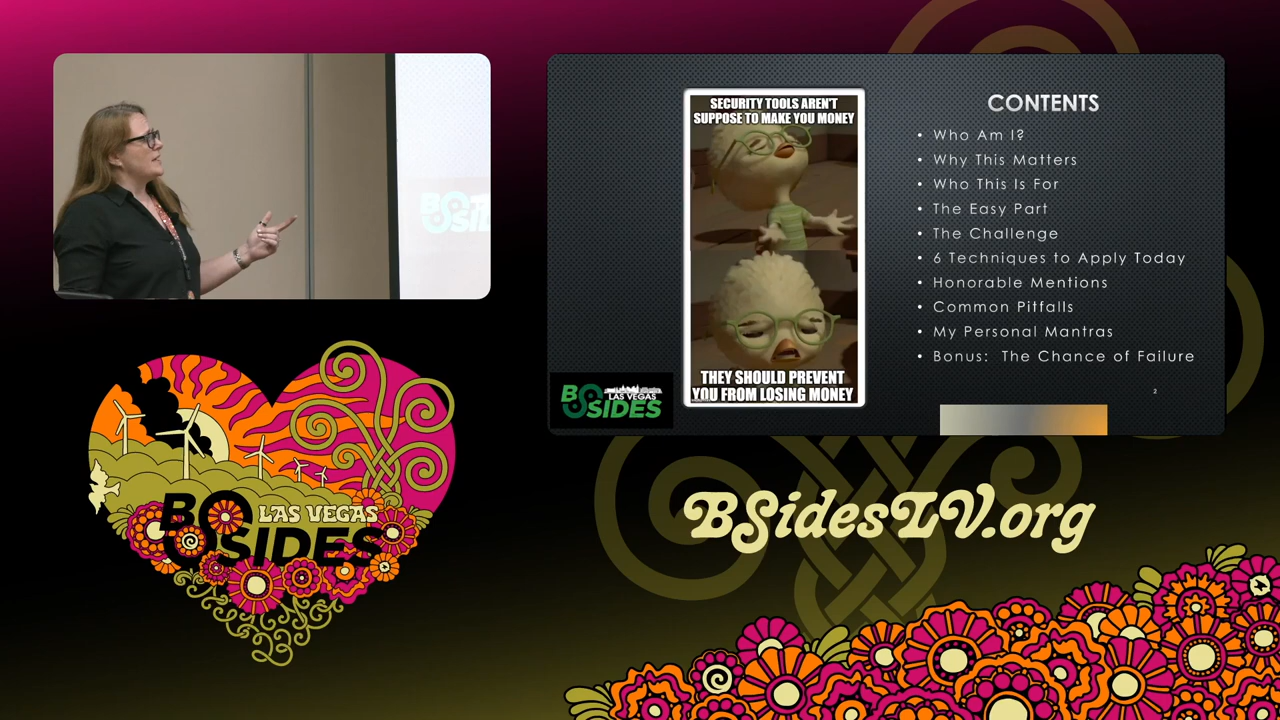 SECURITY TOOLS AREN'T
SUPPOSE TO MAKE YOU MONEY
THEY SHOULD PREVENT
YOU FROM LOSING MONEY
CONTENTS
• Who Am I?
• Why This Matters
• Who This Is For
• The Easy Part
• The Challenge
• 6 Techniques to Apply Today
• Honorable Mentions
• Common Pitfalls
• My Personal Mantras
• Bonus: The Chance of Failure
2
BSIDES
LAS VEGAS
BSIDES
LAS VEGAS
23
BSidesLV.org